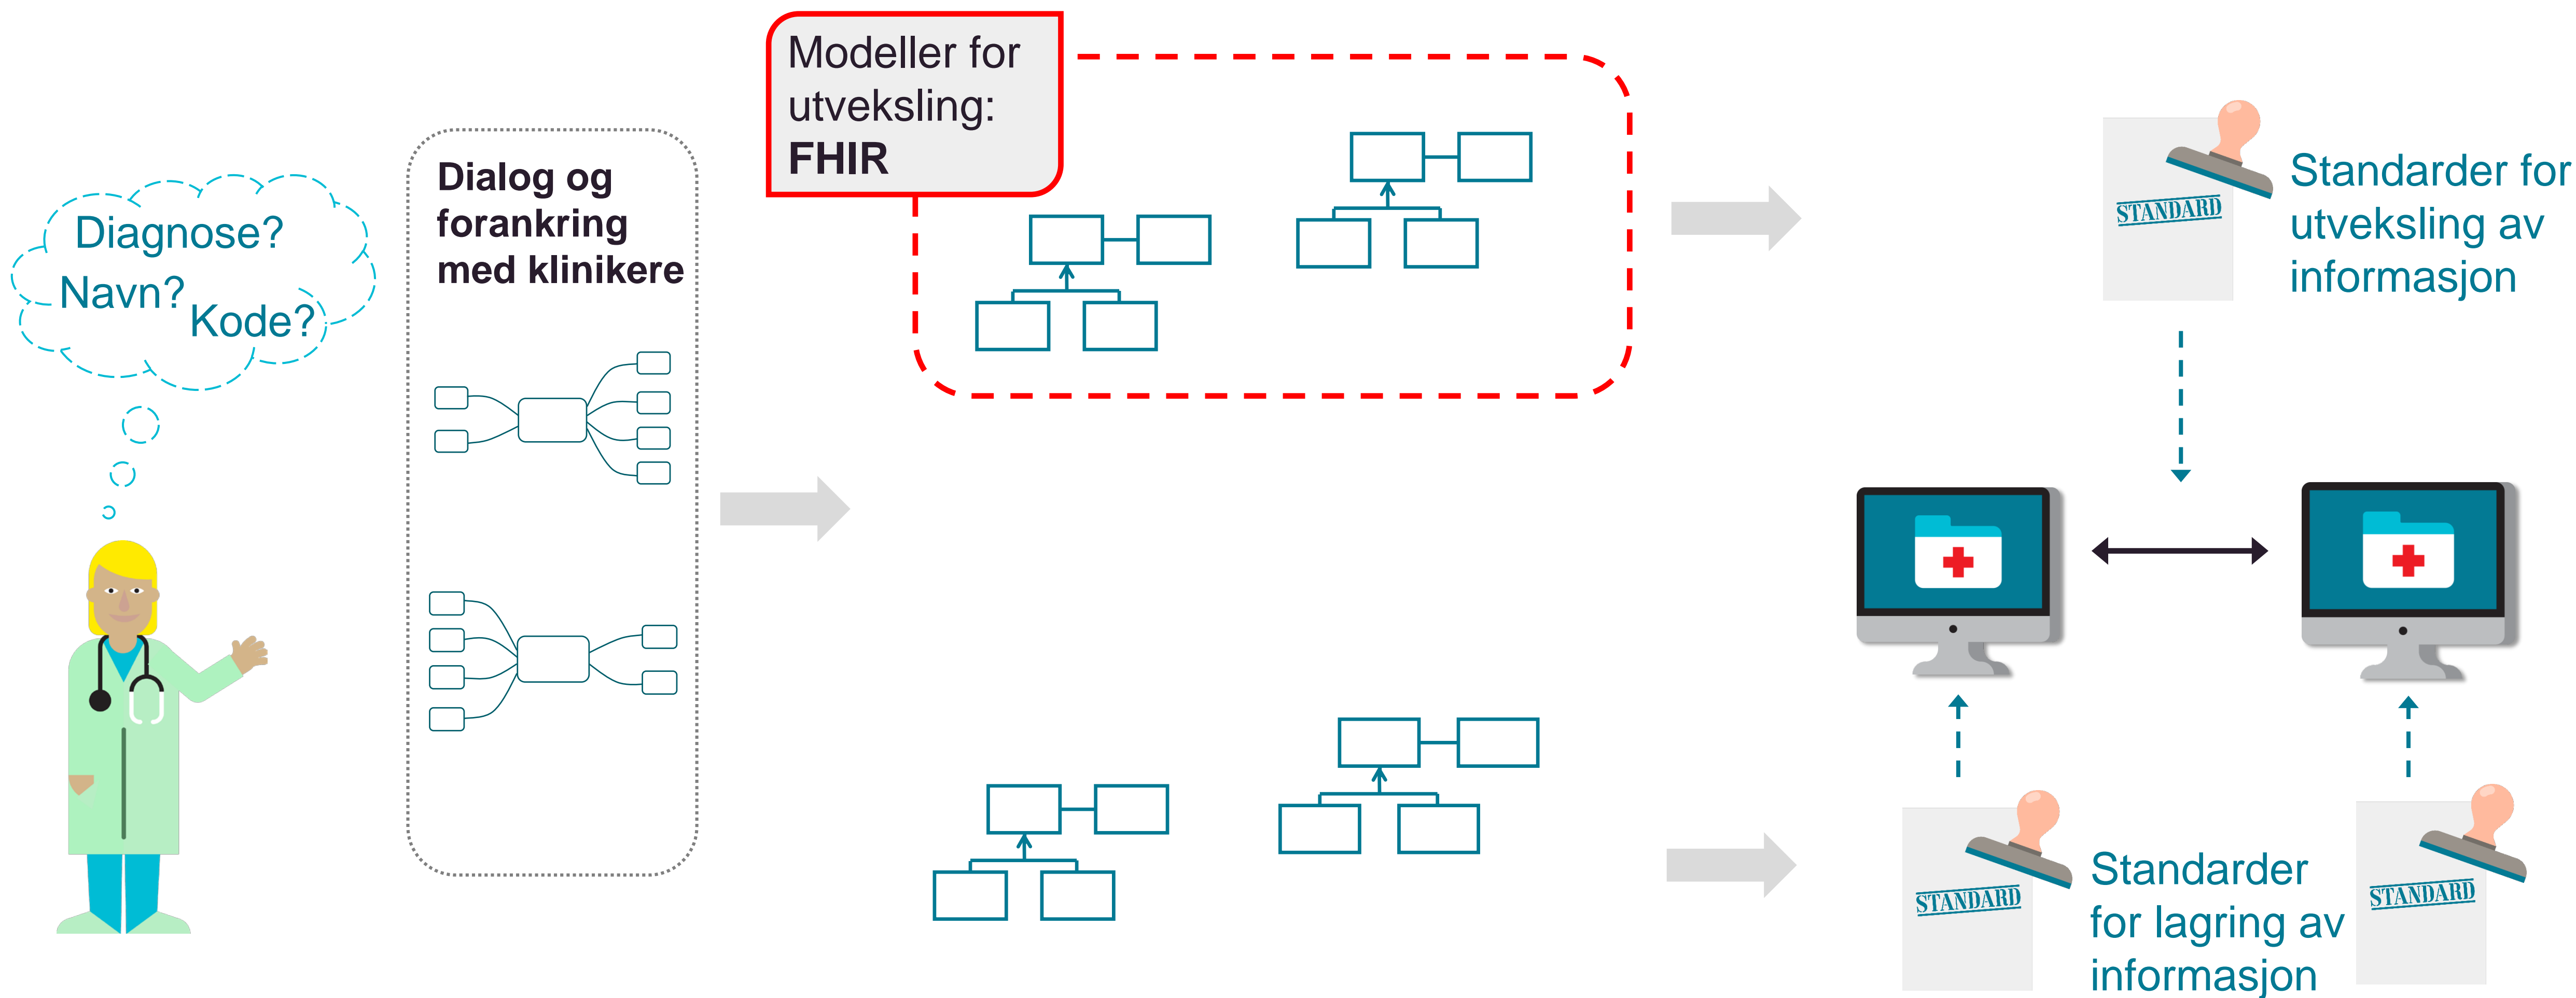 Diagnose?
Navn?
Kode?
Dialog og
forankring
med klinikere
Modeller for
utveksling:
FHIR
STANDARD
Standarder for
utveksling av
informasjon
STANDARD
Standarder
for lagring av
informasjon
STANDARD